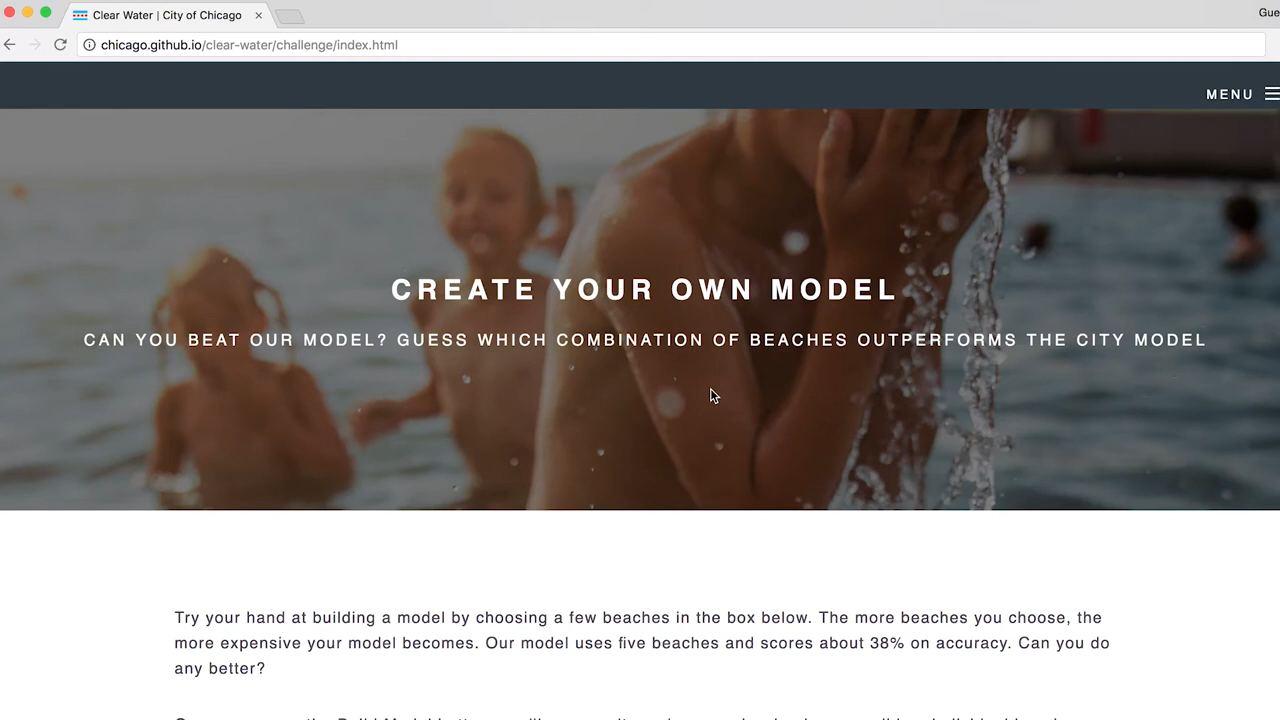 Clear Water | City of Chicago
Gue
chicago.github.io/clear-water/challenge/index.html
MENU
CREATE YOUR OWN MODEL
CAN YOU BEAT OUR MODEL? GUESS WHICH COMBINATION OF BEACHES OUTPERFORMS THE CITY MODEL
Try your hand at building a model by choosing a few beaches in the box below. The more beaches you choose, the
more expensive your model becomes. Our model uses five beaches and scores about 38% on accuracy. Can you do
any better?